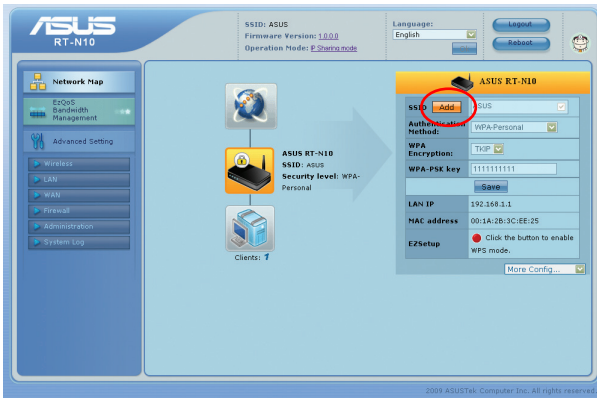 ASUS
RT-N10
SSID: ASUS
Firmware Version: 1.0.0.0
Operation Mode: IP Sharing mode
Language:
English
Logout
Reboot
Network Map
EzQoS
Bandwidth
Management
Advanced Setting
Wireless
LAN
WAN
Firewall
Administration
System Log
ASUS RT-N10
SSID: ASUS
Security level: WPA-
Personal
Clients: 1
ASUS RT-N10
SSID Add ASUS
Authentication
Method: WPA-Personal
WPA
Encryption: TKIP
WPA-PSK key 1111111111
Save
LAN IP 192.168.1.1
MAC address 00:1A:2B:3C:EE:25
EZSetup Click the button to enable
WPS mode.
More Config...
2009 ASUSTek Computer Inc. All rights reserved.